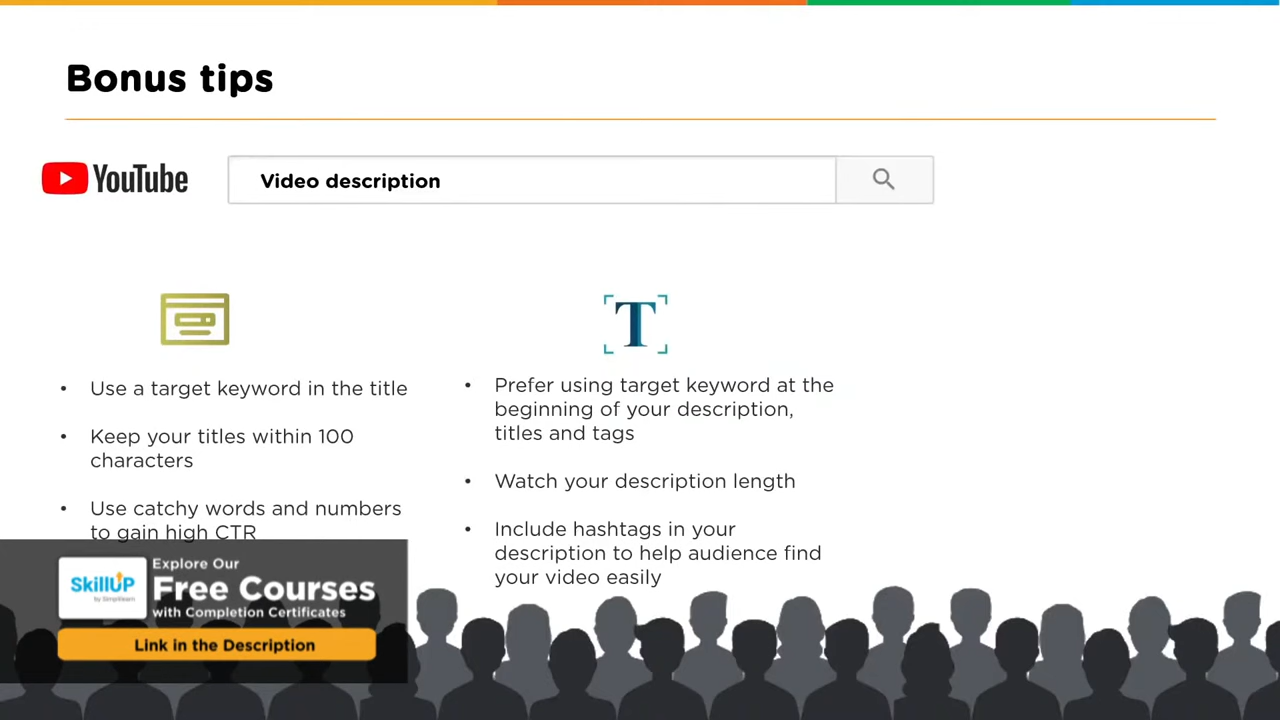 Bonus tips
YouTube
Video description
T
• Use a target keyword in the title
• Keep your titles within 100
characters
• Use catchy words and numbers
to gain high CTR
• Prefer using target keyword at the
beginning of your description,
titles and tags
• Watch your description length
• Include hashtags in your
description to help audience find
your video easily
SkillUP
by Simplilearn
Explore Our
Free Courses
with Completion Certificates
Link in the Description